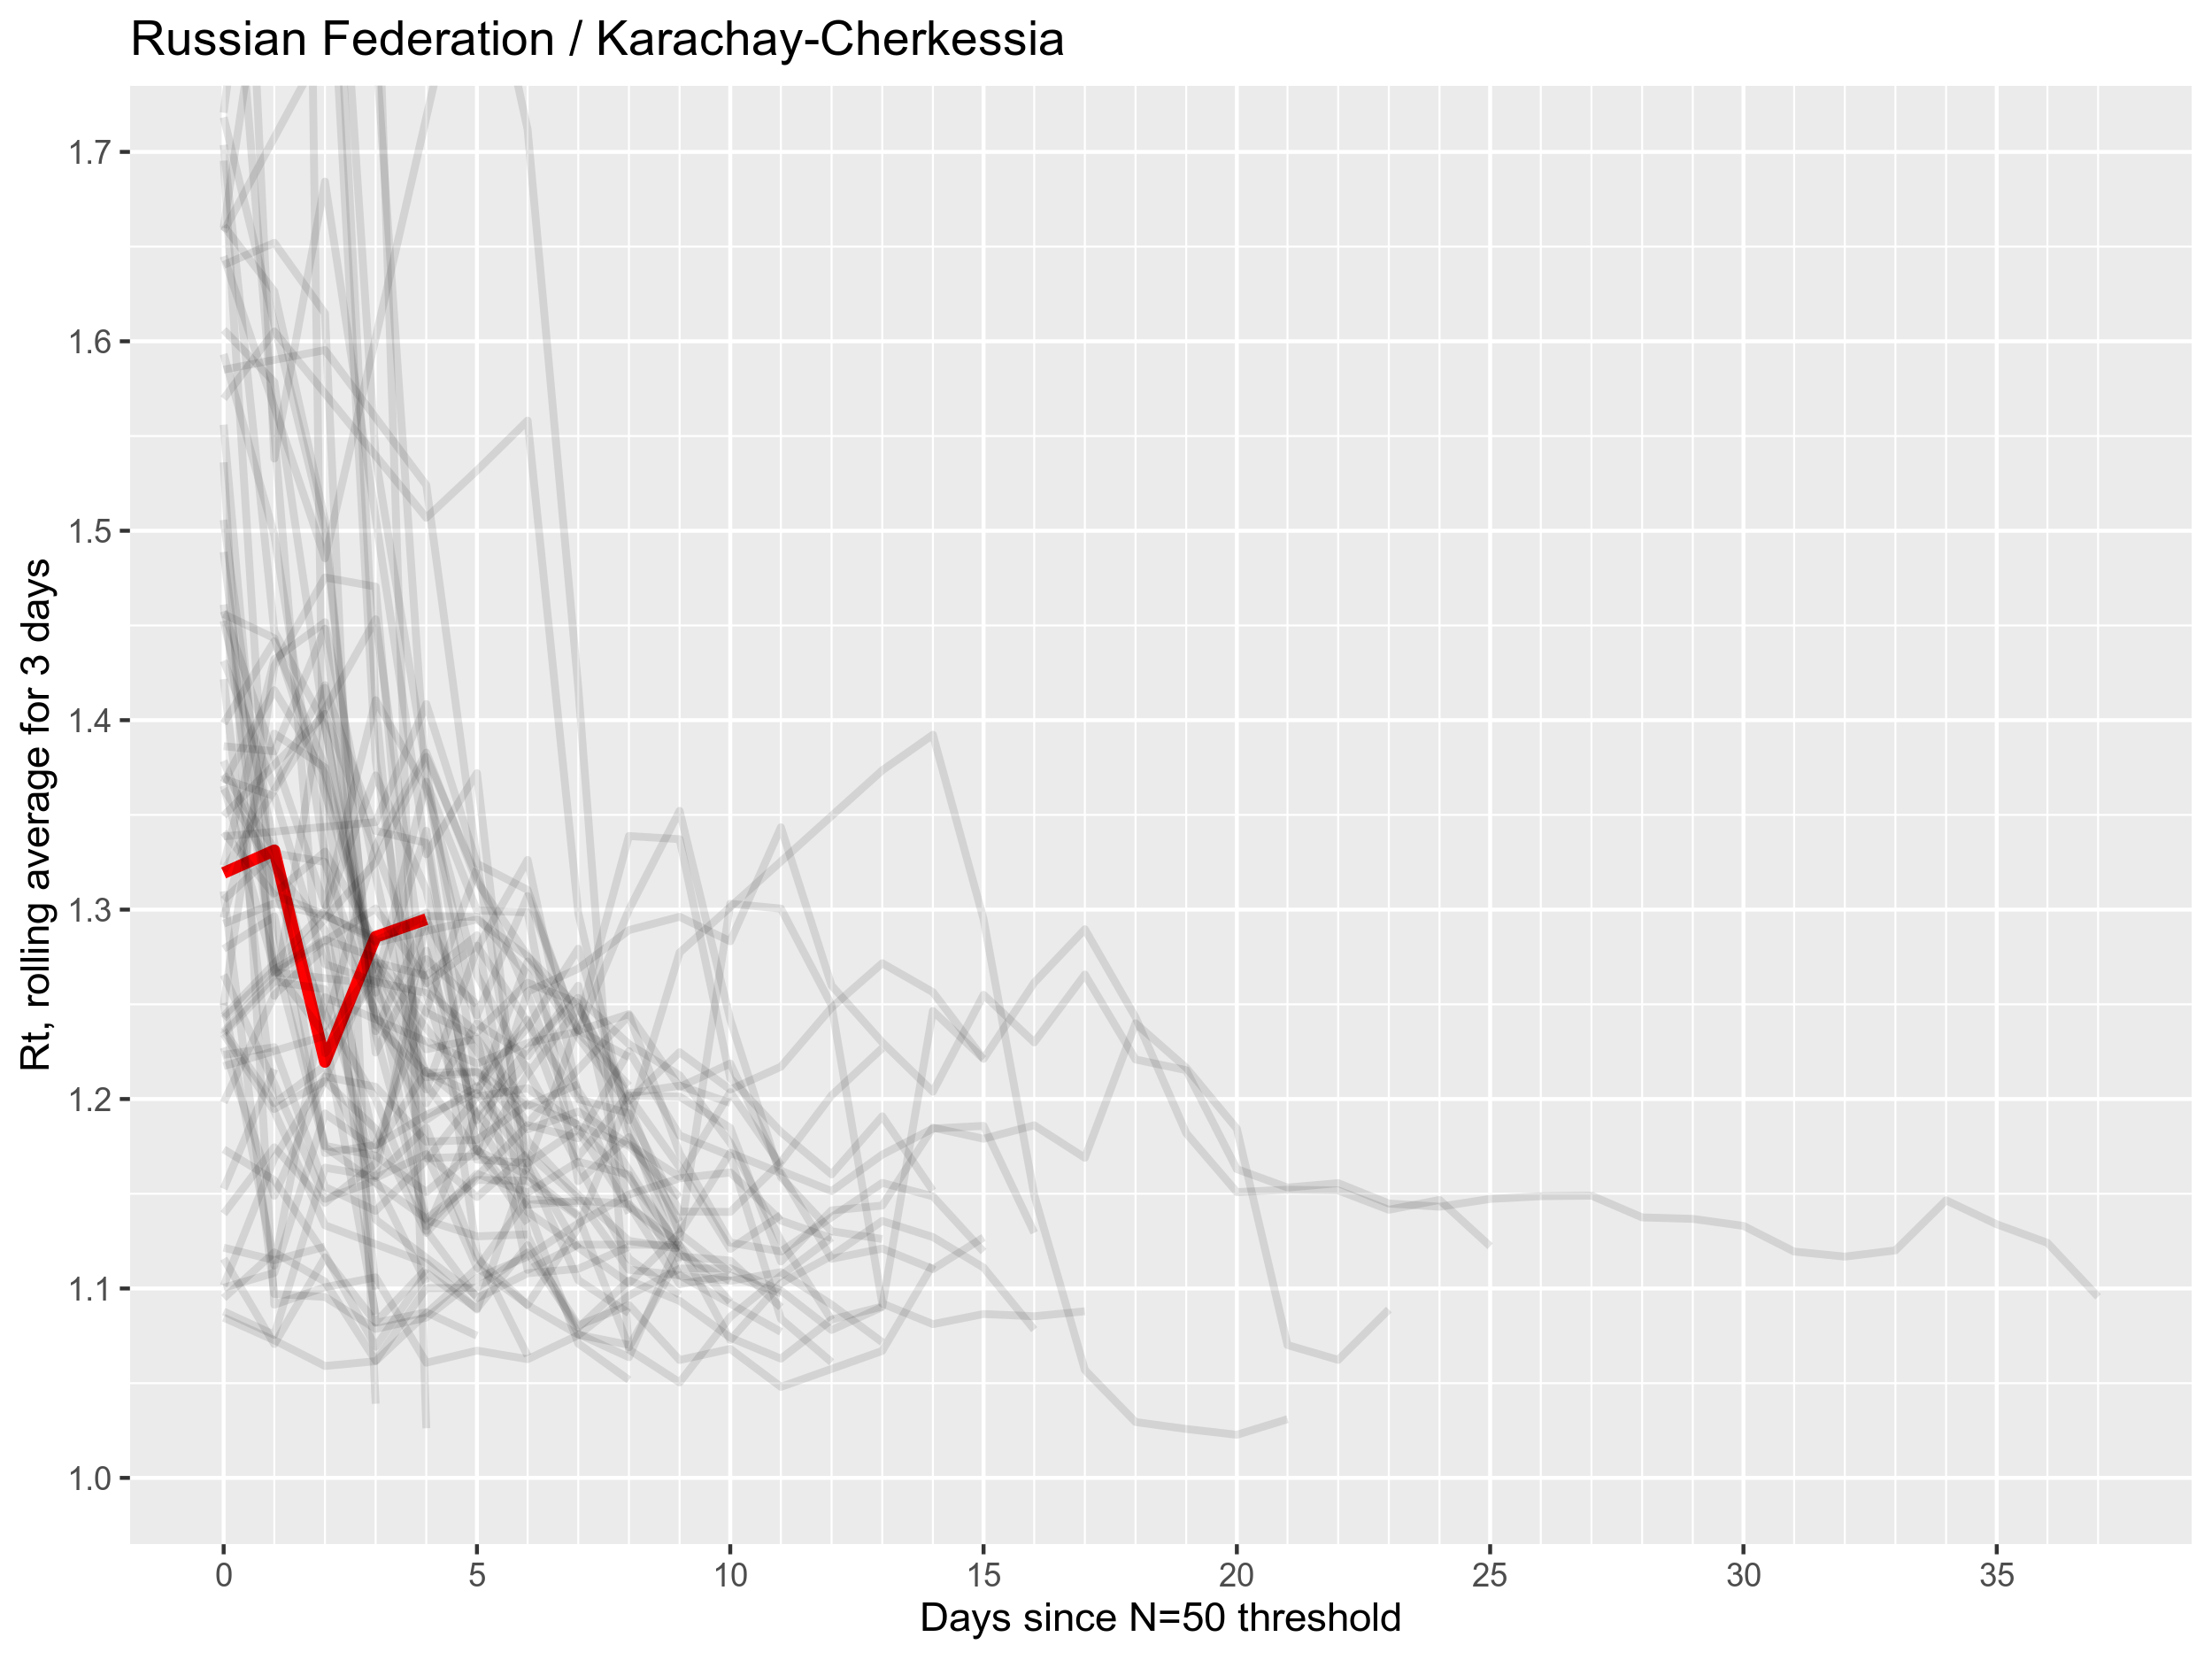 Russian Federation / Karachay-Cherkessia
Rt, rolling average for 3 days
1.7
1.6
1.5
1.4
1.3
1.2
1.1
1.0
0 5 10 15 20 25 30 35
Days since N=50 threshold